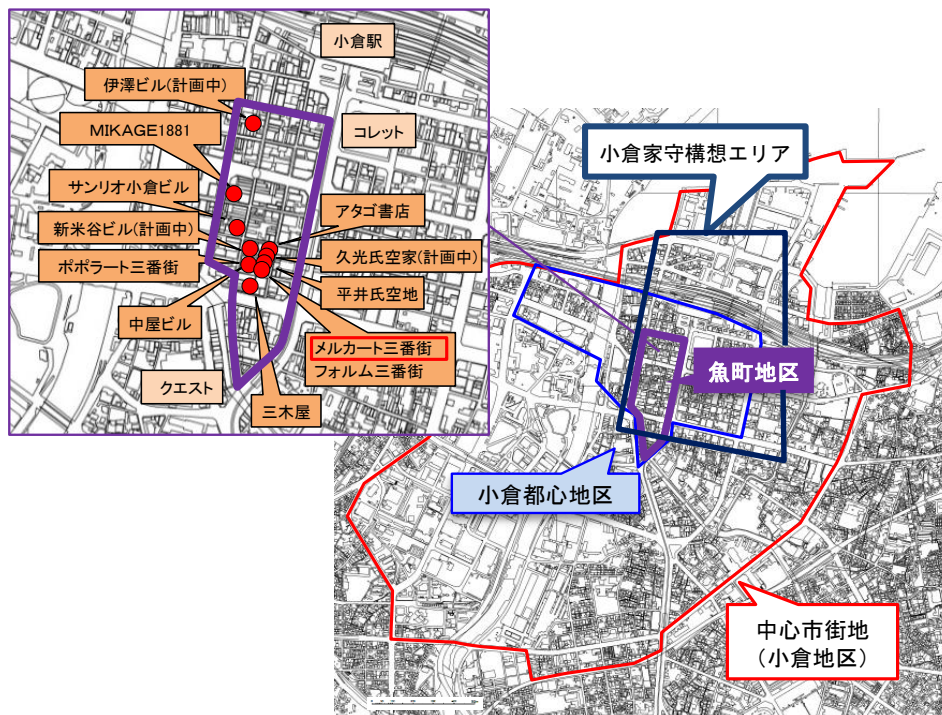 小倉駅
伊澤ビル(計画中)
コレット
MIKAGE1881
サンリオ小倉ビル
アタゴ書店
新米谷ビル(計画中)
久光氏空家(計画中)
ポポラート三番街
平井氏空地
中屋ビル
メルカート三番街
フォルム三番街
クエスト
三木屋
小倉家守構想エリア
魚町地区
小倉都心地区
中心市街地
(小倉地区)